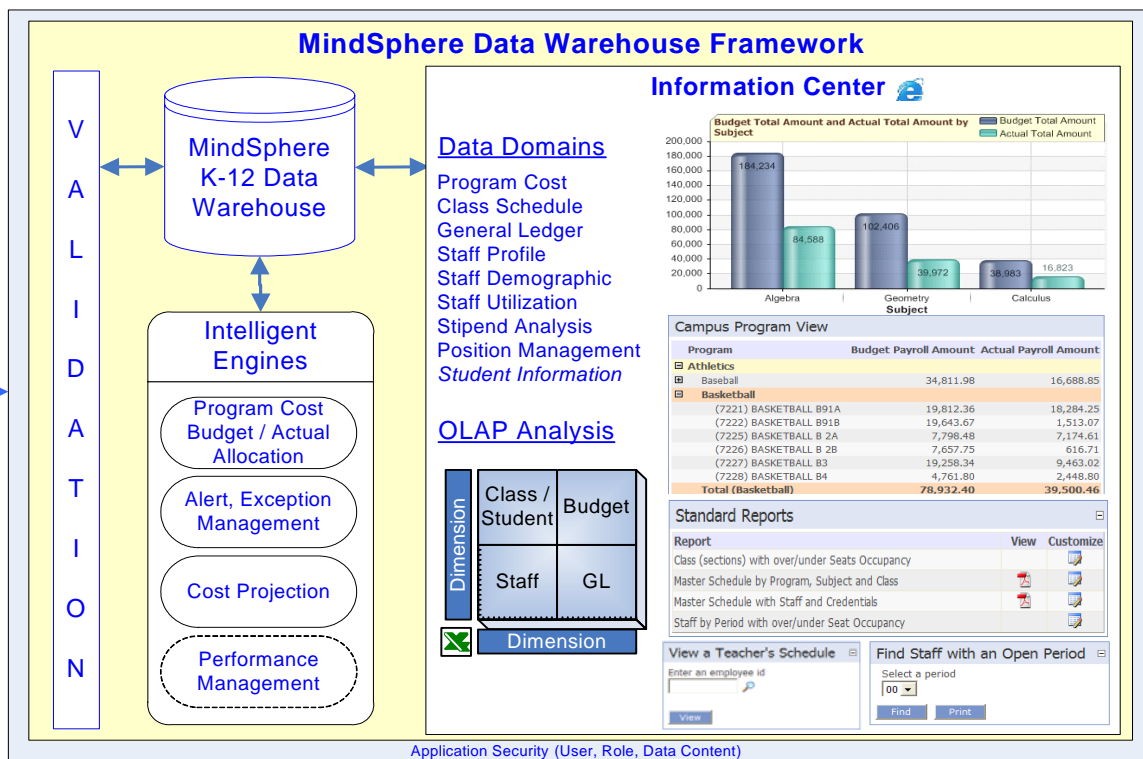 MindSphere Data Warehouse Framework
V
A
L
I
D
A
T
I
O
N
MindSphere
K-12 Data
Warehouse
Intelligent
Engines
Program Cost
Budget / Actual
Allocation
Alert, Exception
Management
Cost Projection
Performance
Management
Data Domains
Program Cost
Class Schedule
General Ledger
Staff Profile
Staff Demographic
Staff Utilization
Stipend Analysis
Position Management
Student Information
OLAP Analysis
Dimension
Class /
Student
Budget
Staff
GL
Dimension
Information Center
Budget Total Amount and Actual Total Amount by
Subject
Budget Total Amount
Actual Total Amount
200,000
180,000
160,000
140,000
120,000
100,000
80,000
60,000
40,000
20,000
0
184,234
84,588
102,406
39,972
38,983
16,823
Algebra Geometry Calculus
Subject
Campus Program View
Program Budget Payroll Amount Actual Payroll Amount
Athletics
Baseball 34,811.98 16,688.85
Basketball
(7221) BASKETBALL B91A 19,812.36 18,284.25
(7222) BASKETBALL B91B 19,643.67 1,513.07
(7225) BASKETBALL B 2A 7,798.48 7,174.61
(7226) BASKETBALL B 2B 7,657.75 616.71
(7227) BASKETBALL B3 19,258.34 9,463.02
(7228) BASKETBALL B4 4,761.80 2,448.80
Total (Basketball) 78,932.40 39,500.46
Standard Reports
Report View Customize
Class (sections) with over/under Seats Occupancy
Master Schedule by Program, Subject and Class
Master Schedule with Staff and Credentials
Staff by Period with over/under Seat Occupancy
View a Teacher's Schedule
Enter an employee id
View
Find Staff with an Open Period
Select a period
00
Find Print
Application Security (User, Role, Data Content)